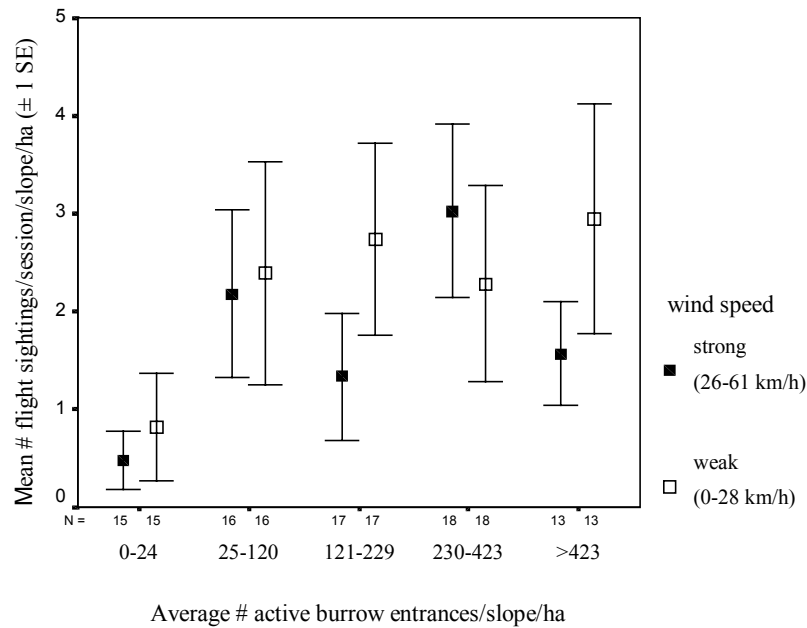 Mean # flight sightings/session/slope/ha (± 1 SE)
5
4
3
2
1
0
N = 15 15 16 16 17 17 18 18 13 13
0-24 25-120 121-229 230-423 >423
Average # active burrow entrances/slope/ha
wind speed
strong
(26-61 km/h)
weak
(0-28 km/h)